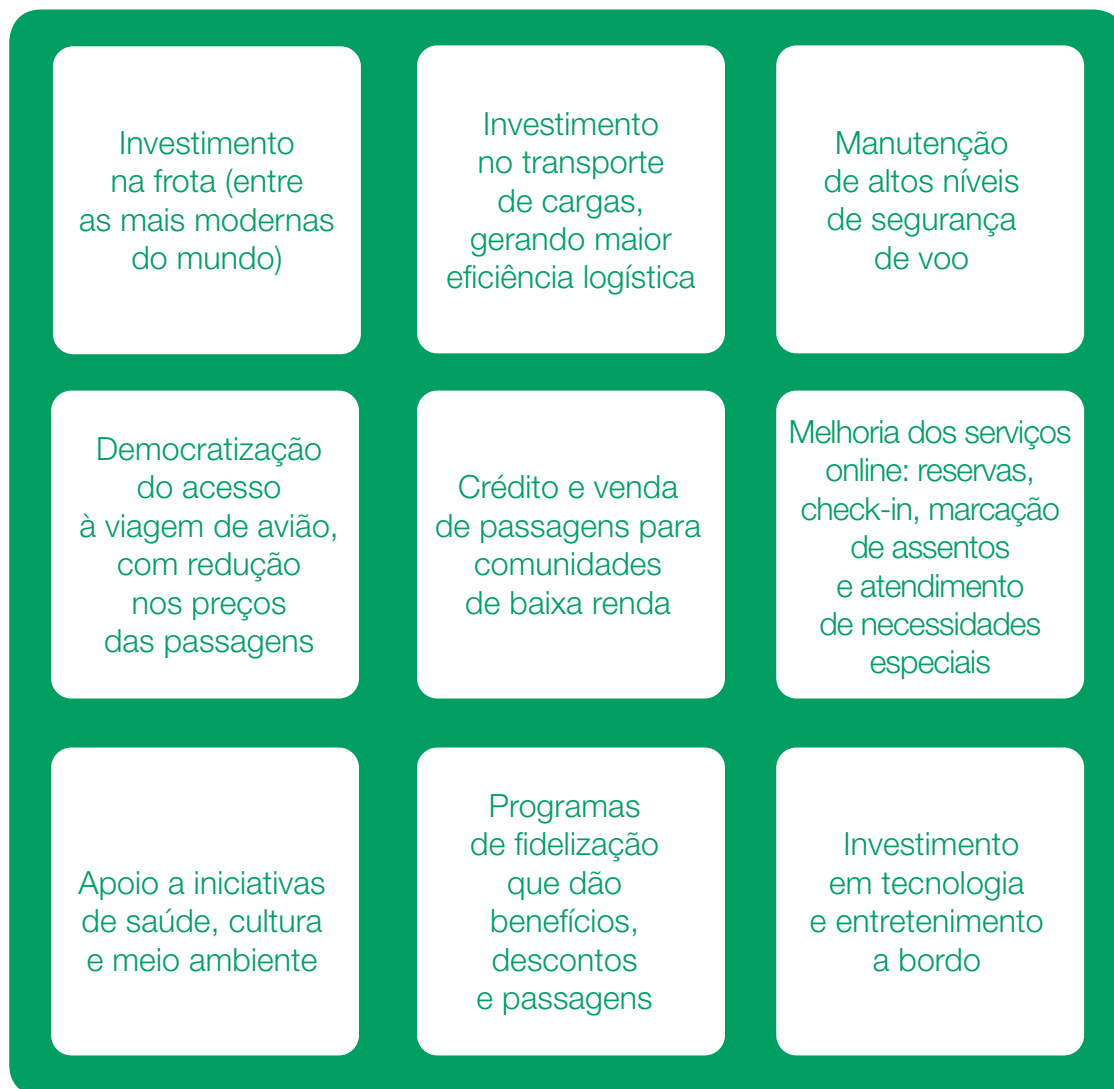 Investimento
na frota (entre
as mais modernas
do mundo)
Investimento
no transporte
de cargas,
gerando maior
eficiência logística
Manutenção
de altos níveis
de segurança
de voo
Democratização
do acesso
à viagem de avião,
com redução
nos preços
das passagens
Crédito e venda
de passagens para
comunidades
de baixa renda
Melhoria dos serviços
online: reservas,
check-in, marcação
de assentos
e atendimento
de necessidades
especiais
Apoio a iniciativas
de saúde, cultura
e meio ambiente
Programas
de fidelização
que dão
benefícios,
descontos
e passagens
Investimento
em tecnologia
e entretenimento
a bordo